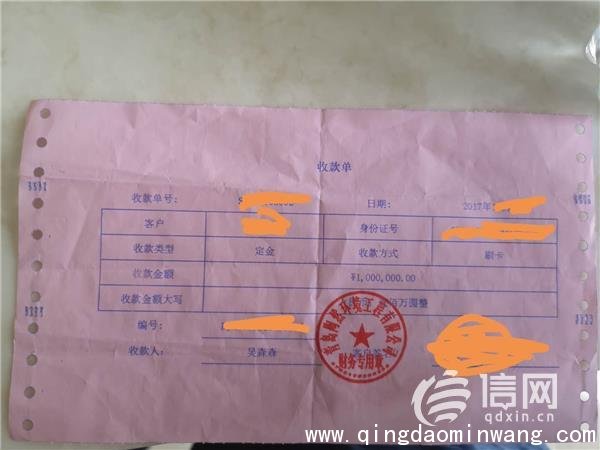 收款单
收款单号: 日期: 2017年
客户 身份证号
收款类型 定金 收款方式 刷卡
收款金额 ¥1,000,000.00
收款金额大写 佰万圆整
编号:
收款人: 吴森森
财务专用章
信网
qdxin.cn
www.qingdaominwang.com